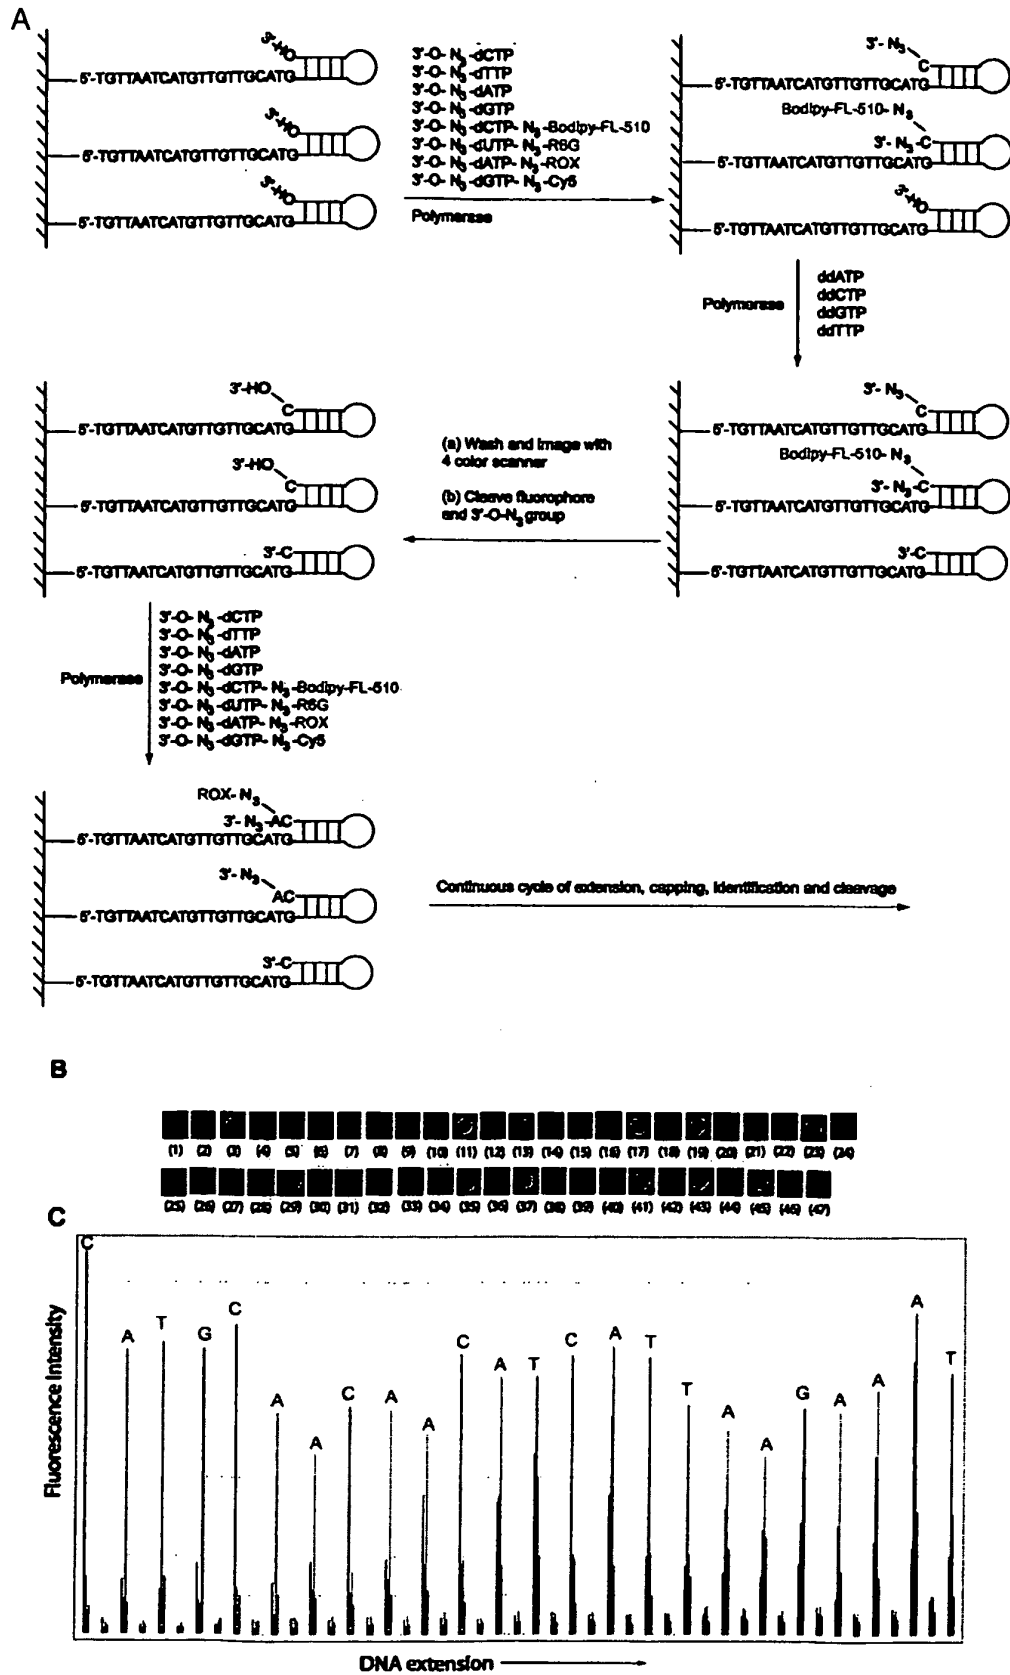 A
3'-HO
5'-TGTTAATCATGTTGTTGCATG
3'-HO
5'-TGTTAATCATGTTGTTGCATG
3'-HO
5'-TGTTAATCATGTTGTTGCATG
3'-O- N3 -dCTP
3'-O- N3 -dTTP
3'-O- N3 -dATP
3'-O- N3 -dGTP
3'-O- N3 -dCTP- N3 -Bodipy-FL-510
3'-O- N3 -dUTP- N3 -R6G
3'-O- N3 -dATP- N3 -ROX
3'-O- N3 -dGTP- N3 -Cy5
Polymerase
3'- N3
C
5'-TGTTAATCATGTTGTTGCATG
Bodipy-FL-510- N3
3'- N3 -C
5'-TGTTAATCATGTTGTTGCATG
3'-HO
5'-TGTTAATCATGTTGTTGCATG
Polymerase
ddATP
ddCTP
ddGTP
ddTTP
3'-HO
C
5'-TGTTAATCATGTTGTTGCATG
3'-HO
C
5'-TGTTAATCATGTTGTTGCATG
3'-C
5'-TGTTAATCATGTTGTTGCATG
(a) Wash and image with
4 color scanner
(b) Cleave fluorophore
and 3'-O-N3 group
3'- N3
C
5'-TGTTAATCATGTTGTTGCATG
Bodipy-FL-510- N3
3'- N3 -C
5'-TGTTAATCATGTTGTTGCATG
3'-C
5'-TGTTAATCATGTTGTTGCATG
Polymerase
3'-O- N3 -dCTP
3'-O- N3 -dTTP
3'-O- N3 -dATP
3'-O- N3 -dGTP
3'-O- N3 -dCTP- N3 -Bodipy-FL-510
3'-O- N3 -dUTP- N3 -R6G
3'-O- N3 -dATP- N3 -ROX
3'-O- N3 -dGTP- N3 -Cy5
ROX- N3
3'- N3 -AC
5'-TGTTAATCATGTTGTTGCATG
3'- N3
AC
5'-TGTTAATCATGTTGTTGCATG
3'-C
5'-TGTTAATCATGTTGTTGCATG
Continuous cycle of extension, capping, identification and cleavage
B
(1) (2) (3) (4) (5) (6) (7) (8) (9) (10) (11) (12) (13) (14) (15) (16) (17) (18) (19) (20) (21) (22) (23) (24)
(25) (26) (27) (28) (29) (30) (31) (32) (33) (34) (35) (36) (37) (38) (39) (40) (41) (42) (43) (44) (45) (46) (47)
C
Fluorescence Intensity
C A T G C A A C A A C A T C A T T A A G A A A T
DNA extension